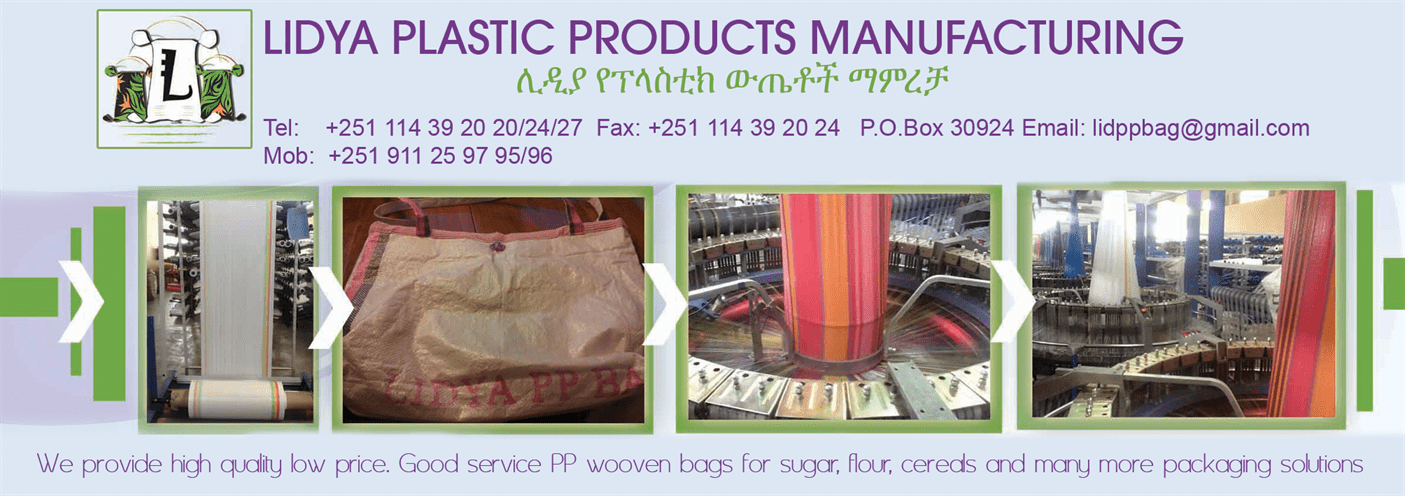 L
LIDYA PLASTIC PRODUCTS MANUFACTURING
ሊዲያ የፕላስቲክ ውጤቶች ማምረቻ
Tel: +251 114 39 20 20/24/27 Fax: +251 114 39 20 24 P.O.Box 30924 Email: lidppbag@gmail.com
Mob: +251 911 25 97 95/96
LIDYA PP BA
We provide high quality low price. Good service PP wooven bags for sugar, flour, cereals and many more packaging solutions